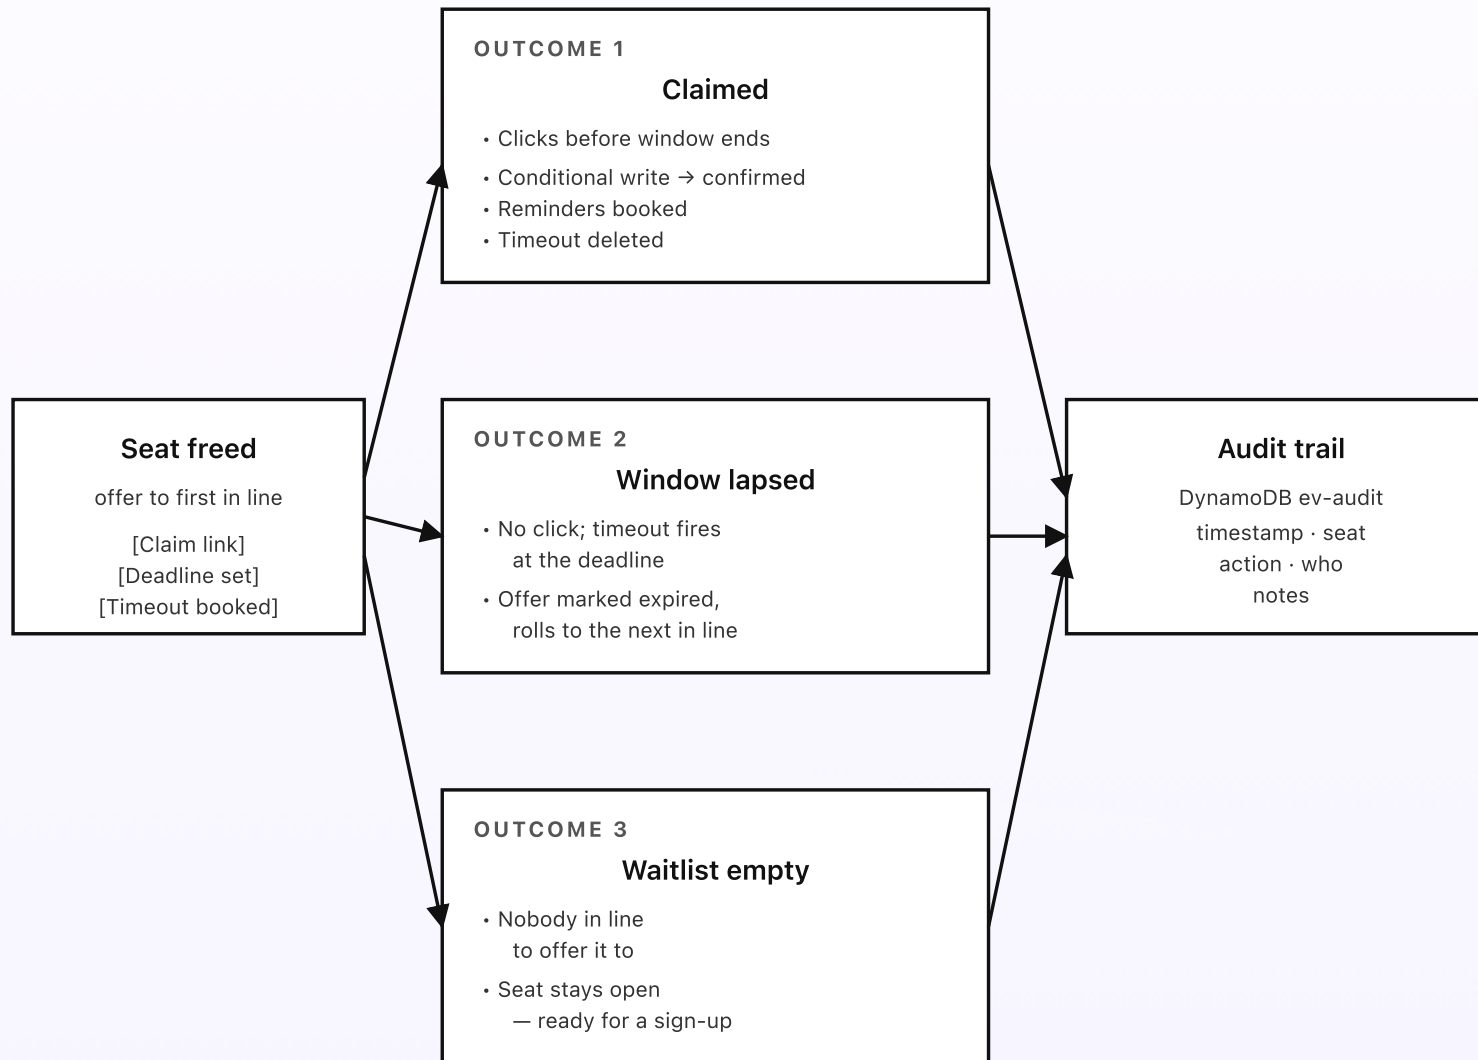 OUTCOME 1
Claimed
• Clicks before window ends
• Conditional write → confirmed
• Reminders booked
• Timeout deleted
Seat freed
offer to first in line
[Claim link]
[Deadline set]
[Timeout booked]
OUTCOME 2
Window lapsed
• No click; timeout fires
at the deadline
• Offer marked expired,
rolls to the next in line
Audit trail
DynamoDB ev-audit
timestamp · seat
action · who
notes
OUTCOME 3
Waitlist empty
• Nobody in line
to offer it to
• Seat stays open
— ready for a sign-up